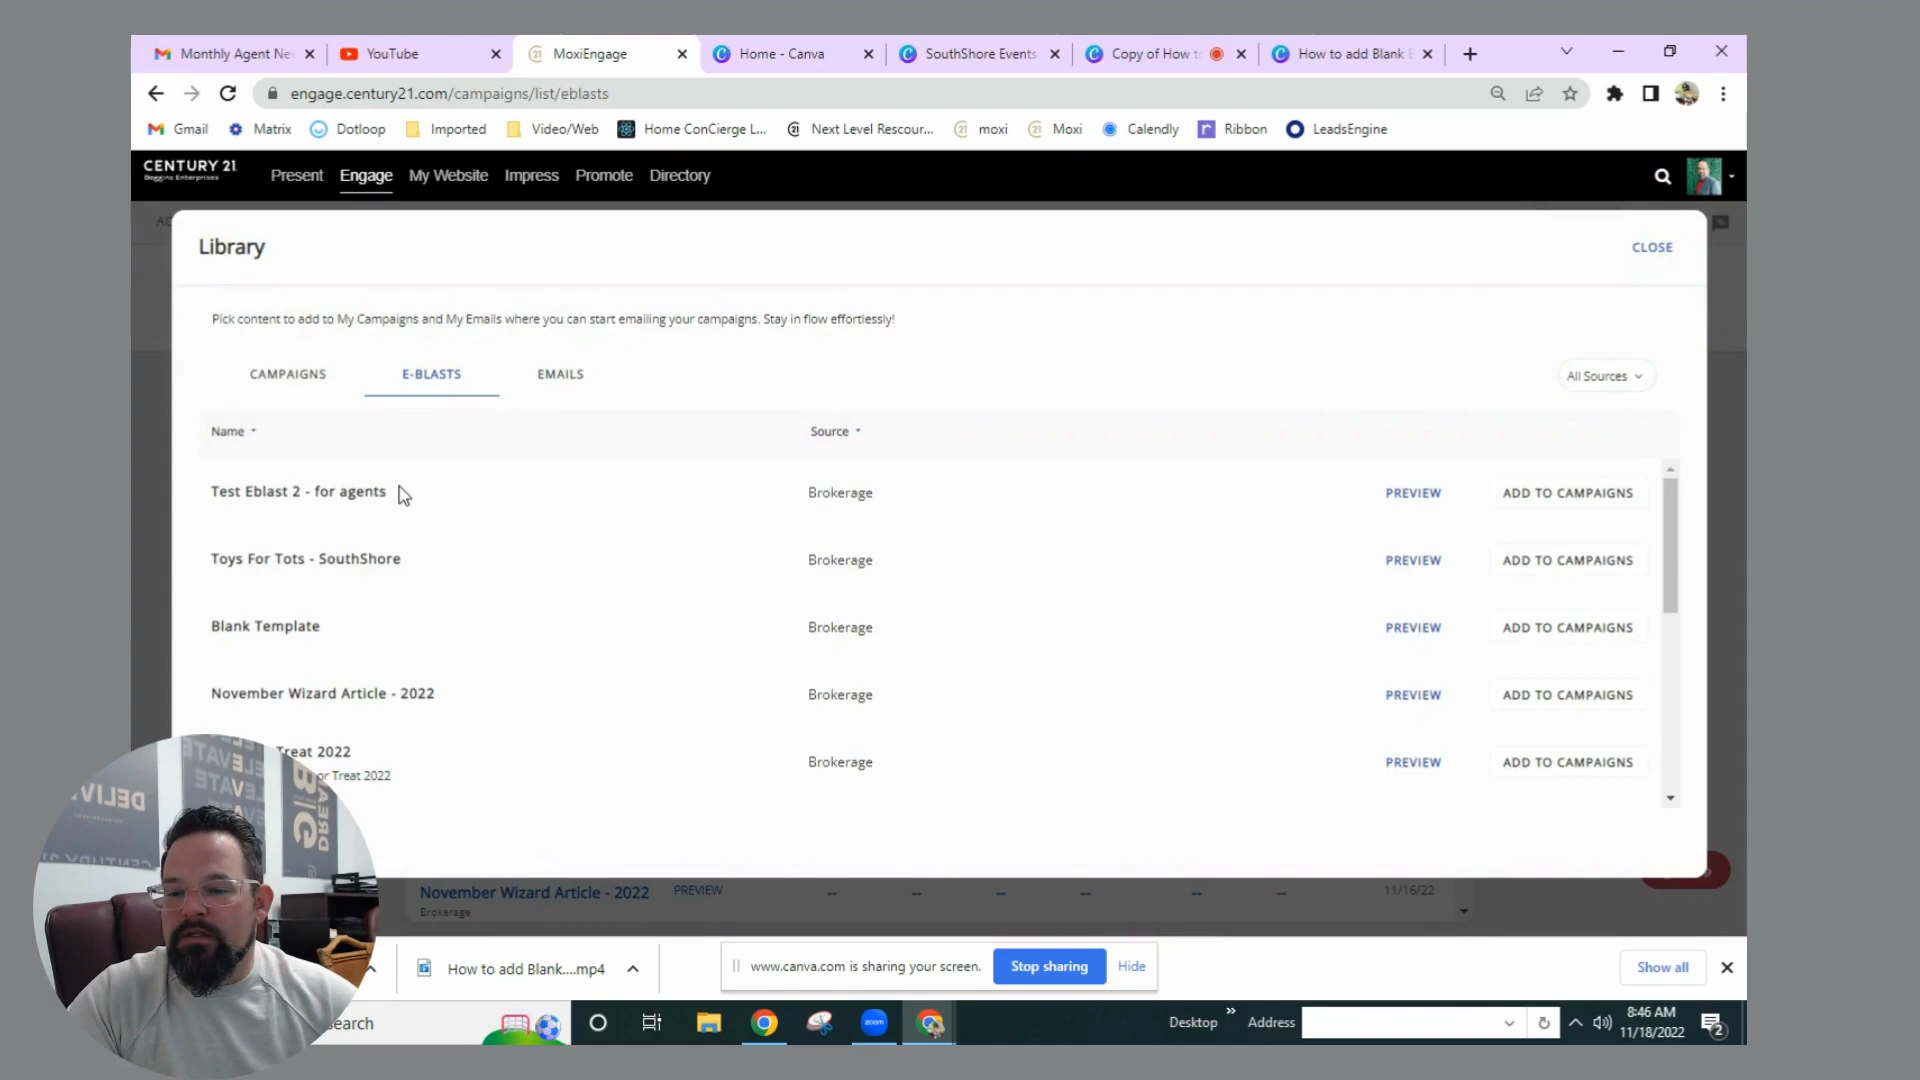 Monthly Agent Ne
YouTube
MoxiEngage
Home - Canva
SouthShore Events
Copy of How t
How to add Blank
engage.century21.com/campaigns/list/eblasts
Gmail
Matrix
Dotloop
Imported
Video/Web
Home ConCierge L...
Next Level Rescour...
moxi
Moxi
Calendly
Ribbon
LeadsEngine
CENTURY 21
Beggins Enterprises
Present
Engage
My Website
Impress
Promote
Directory
Library
CLOSE
Pick content to add to My Campaigns and My Emails where you can start emailing your campaigns. Stay in flow effortlessly!
CAMPAIGNS
E-BLASTS
EMAILS
All Sources
Name
Source
Test Eblast 2 - for agents
Brokerage
PREVIEW
ADD TO CAMPAIGNS
Toys For Tots - SouthShore
Brokerage
PREVIEW
ADD TO CAMPAIGNS
Blank Template
Brokerage
PREVIEW
ADD TO CAMPAIGNS
November Wizard Article - 2022
Brokerage
PREVIEW
ADD TO CAMPAIGNS
Treat 2022
or Treat 2022
Brokerage
PREVIEW
ADD TO CAMPAIGNS
November Wizard Article - 2022
PREVIEW
-- -- -- -- -- --
11/16/22
Brokerage
How to add Blank....mp4
www.canva.com is sharing your screen.
Stop sharing
Hide
Show all
earch
zoom
Desktop
Address
8:46 AM
11/18/2022
2